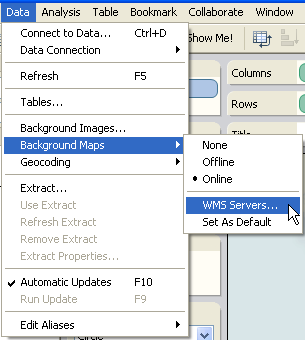 Data Analysis Table Bookmark Collaborate Window
Connect to Data... Ctrl+D
Data Connection
Show Me!
Refresh F5
Columns
Tables...
Rows
Background Images...
Title
Background Maps
None
Geocoding
Offline
Online
Extract...
Use Extract
WMS Servers...
Refresh Extract
Set As Default
Remove Extract
Extract Properties...
Automatic Updates F10
Run Update F9
Edit Aliases
Circle